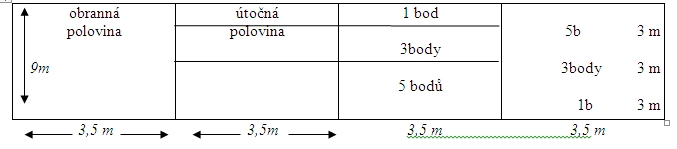 obranná
polovina
9m
útočná
polovina
1 bod
3body
5 bodů
5b 3 m
3body 3 m
1b 3 m
3,5 m 3,5m 3,5 m 3,5 m